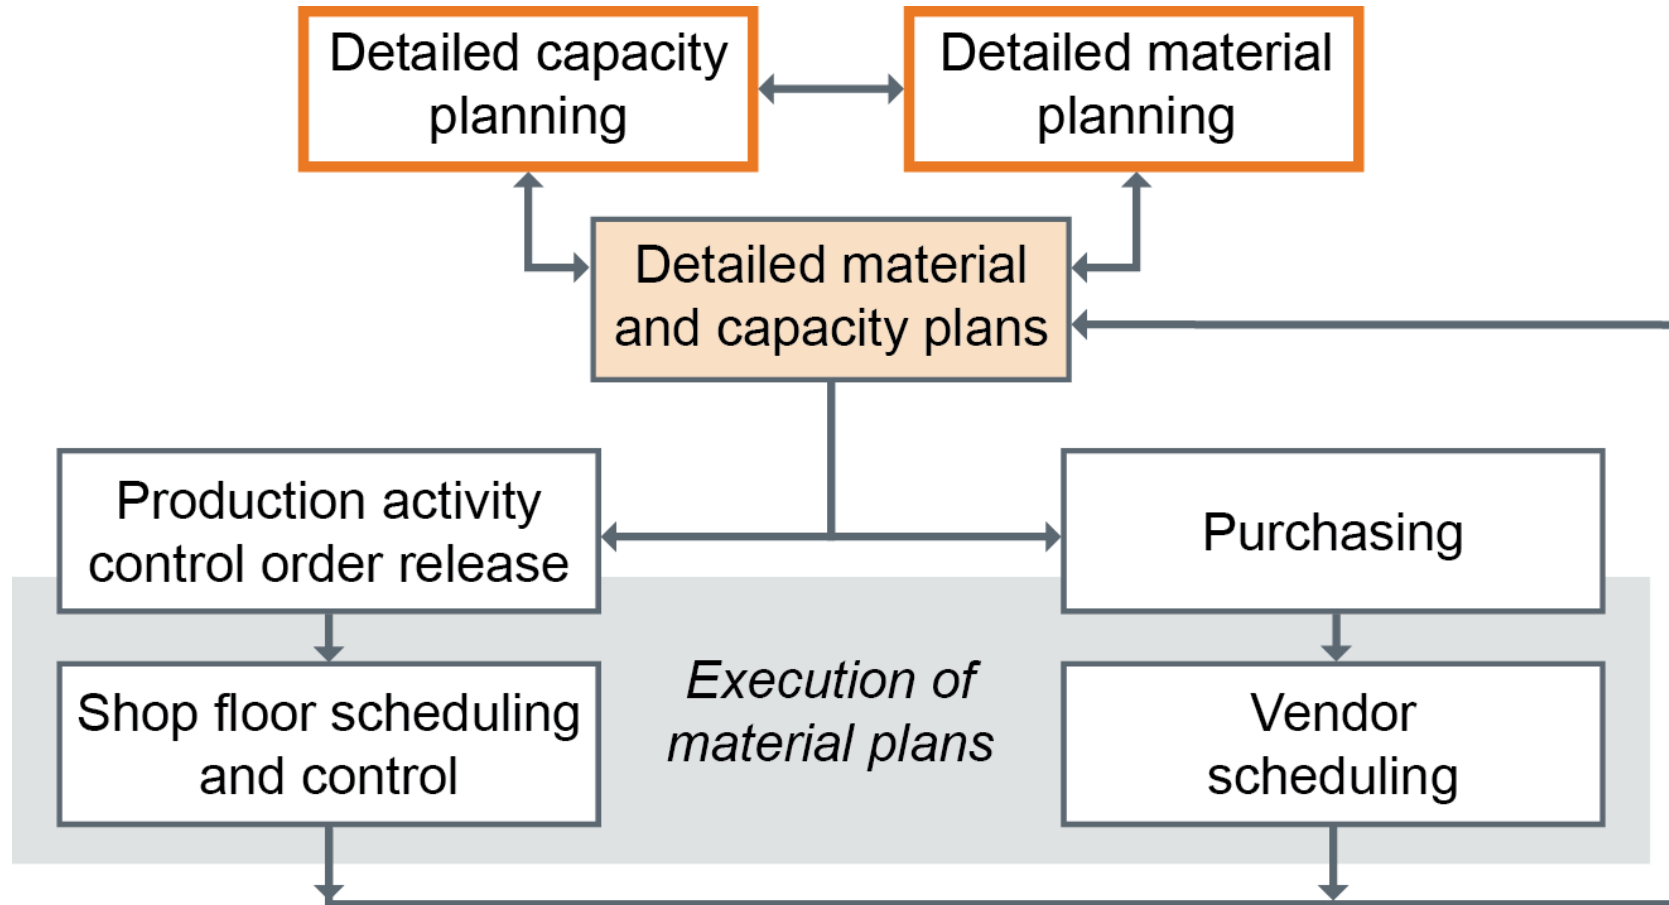 Detailed capacity
planning
Detailed material
planning
Detailed material
and capacity plans
Production activity
control order release
Purchasing
Shop floor scheduling
and control
Execution of
material plans
Vendor
scheduling